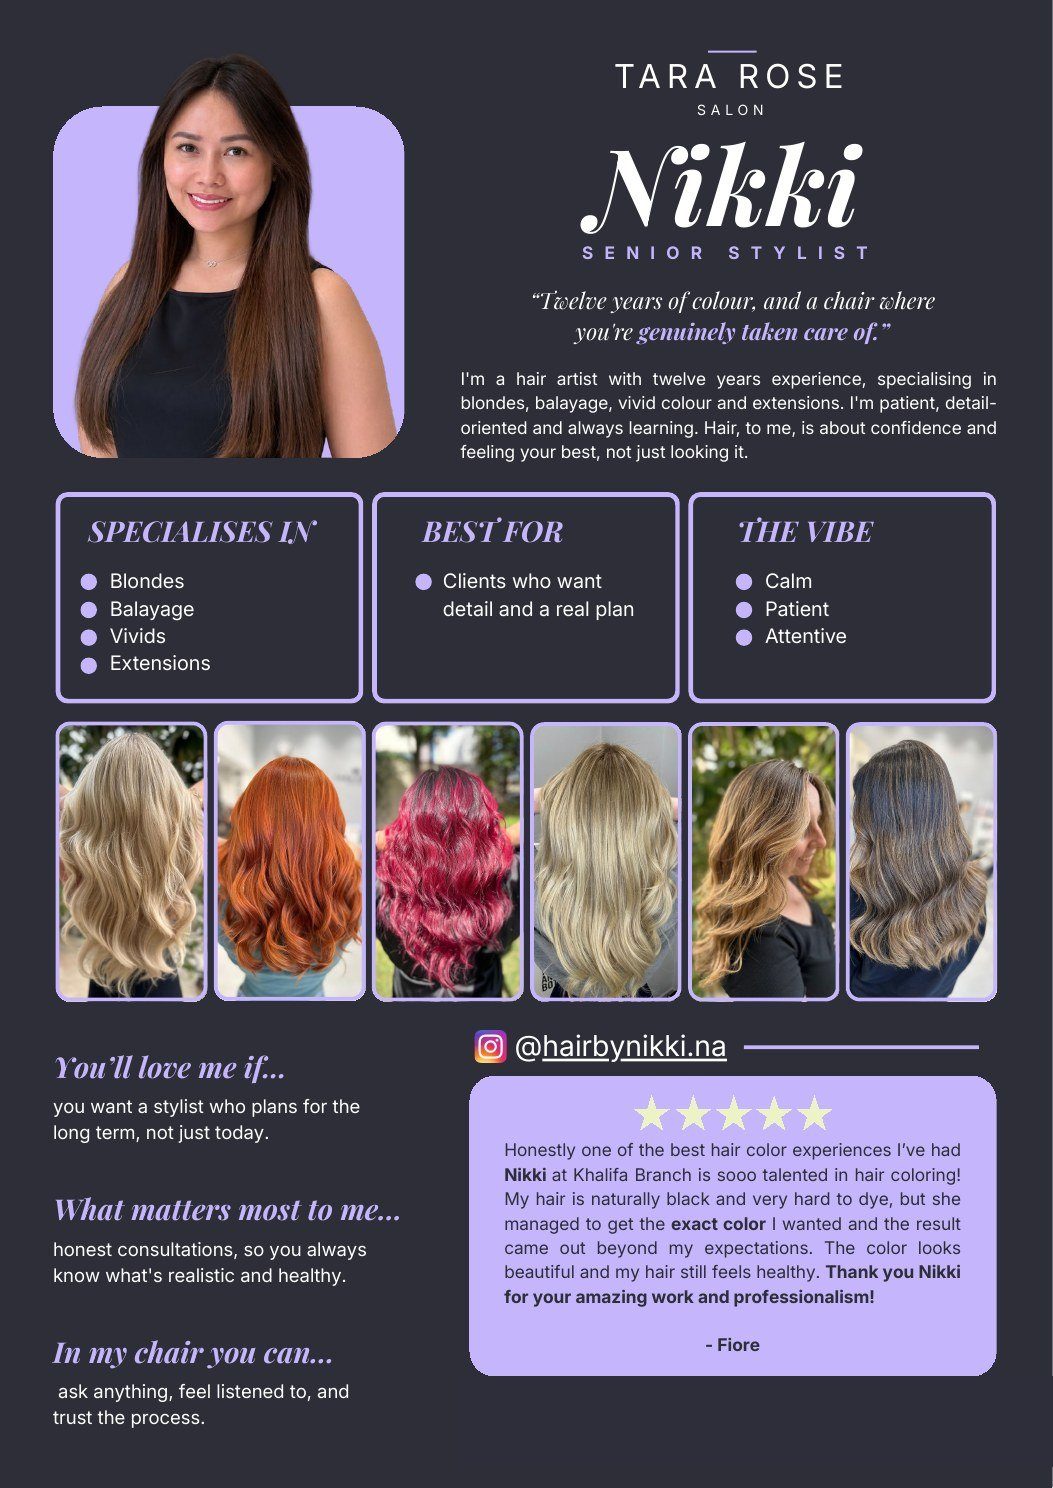 TARA ROSE
SALON
Nikki
SENIOR STYLIST
“Twelve years of colour, and a chair where
you're genuinely taken care of.”
I'm a hair artist with twelve years experience, specialising in
blondes, balayage, vivid colour and extensions. I'm patient, detail-
oriented and always learning. Hair, to me, is about confidence and
feeling your best, not just looking it.
SPECIALISES IN
Blondes
Balayage
Vivids
Extensions
BEST FOR
Clients who want
detail and a real plan
THE VIBE
Calm
Patient
Attentive
You’ll love me if...
you want a stylist who plans for the
long term, not just today.
What matters most to me...
honest consultations, so you always
know what's realistic and healthy.
In my chair you can...
ask anything, feel listened to, and
trust the process.
@hairbynikki.na
Honestly one of the best hair color experiences I’ve had
Nikki at Khalifa Branch is sooo talented in hair coloring!
My hair is naturally black and very hard to dye, but she
managed to get the exact color I wanted and the result
came out beyond my expectations. The color looks
beautiful and my hair still feels healthy. Thank you Nikki
for your amazing work and professionalism!
- Fiore